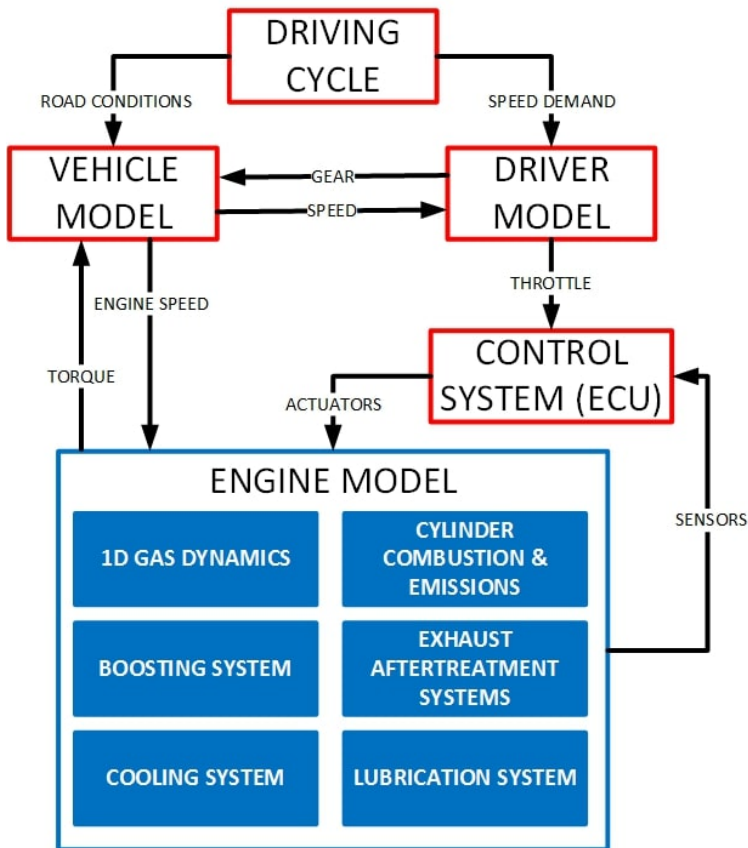 DRIVING
CYCLE
ROAD CONDITIONS
SPEED DEMAND
VEHICLE
MODEL
GEAR
SPEED
DRIVER
MODEL
ENGINE SPEED
THROTTLE
TORQUE
CONTROL
SYSTEM (ECU)
ACTUATORS
SENSORS
ENGINE MODEL
1D GAS DYNAMICS
CYLINDER
COMBUSTION &
EMISSIONS
BOOSTING SYSTEM
EXHAUST
AFTERTREATMENT
SYSTEMS
COOLING SYSTEM
LUBRICATION SYSTEM